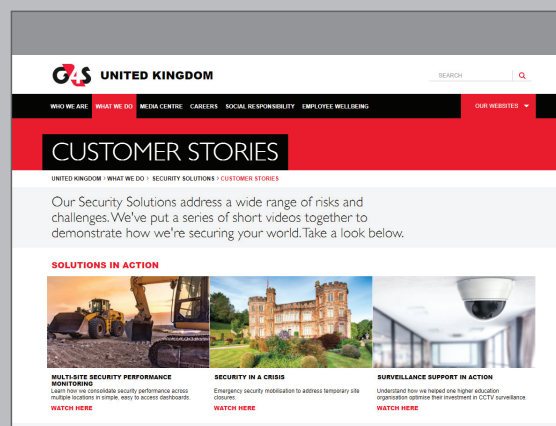 G4S UNITED KINGDOM
SEARCH
WHO WE ARE WHAT WE DO MEDIA CENTRE CAREERS SOCIAL RESPONSIBILITY EMPLOYEE WELLBEING OUR WEBSITES
CUSTOMER STORIES
UNITED KINGDOM > WHAT WE DO > SECURITY SOLUTIONS > CUSTOMER STORIES
Our Security Solutions address a wide range of risks and
challenges. We've put a series of short videos together to
demonstrate how we're securing your world. Take a look below.
SOLUTIONS IN ACTION
MULTI-SITE SECURITY PERFORMANCE
MONITORING
Learn how we consolidate security performance across
multiple locations in simple, easy to access dashboards.
WATCH HERE
SECURITY IN A CRISIS
Emergency security mobilisation to address temporary site
closures.
WATCH HERE
SURVEILLANCE SUPPORT IN ACTION
Understand how we helped one higher education
organisation optimise their investment in CCTV surveillance.
WATCH HERE